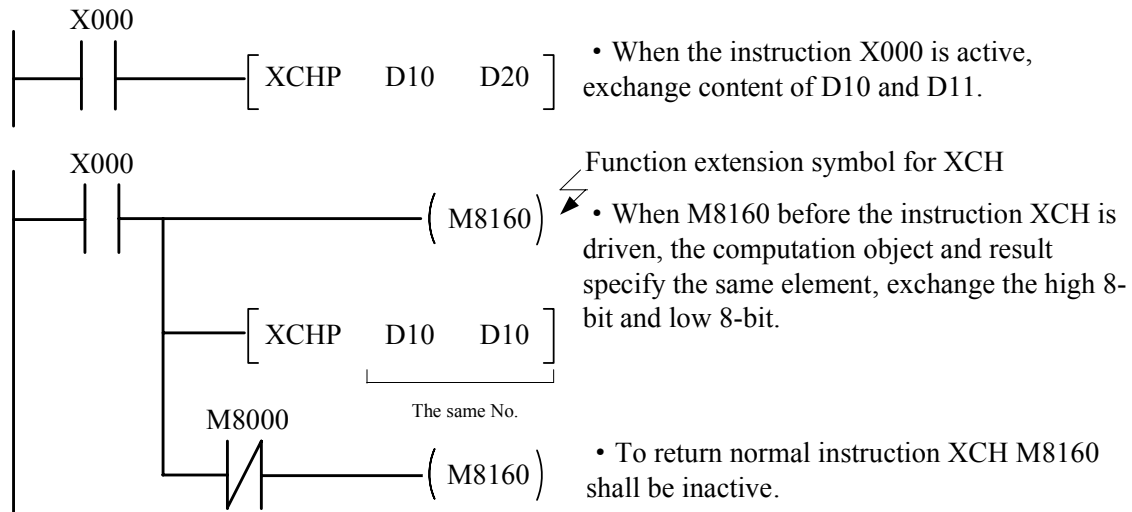 X000
XCHP D10 D20
• When the instruction X000 is active,
exchange content of D10 and D11.
X000
Function extension symbol for XCH
M8160
• When M8160 before the instruction XCH is
driven, the computation object and result
specify the same element, exchange the high 8-
bit and low 8-bit.
XCHP D10 D10
The same No.
M8000
M8160
• To return normal instruction XCH M8160
shall be inactive.